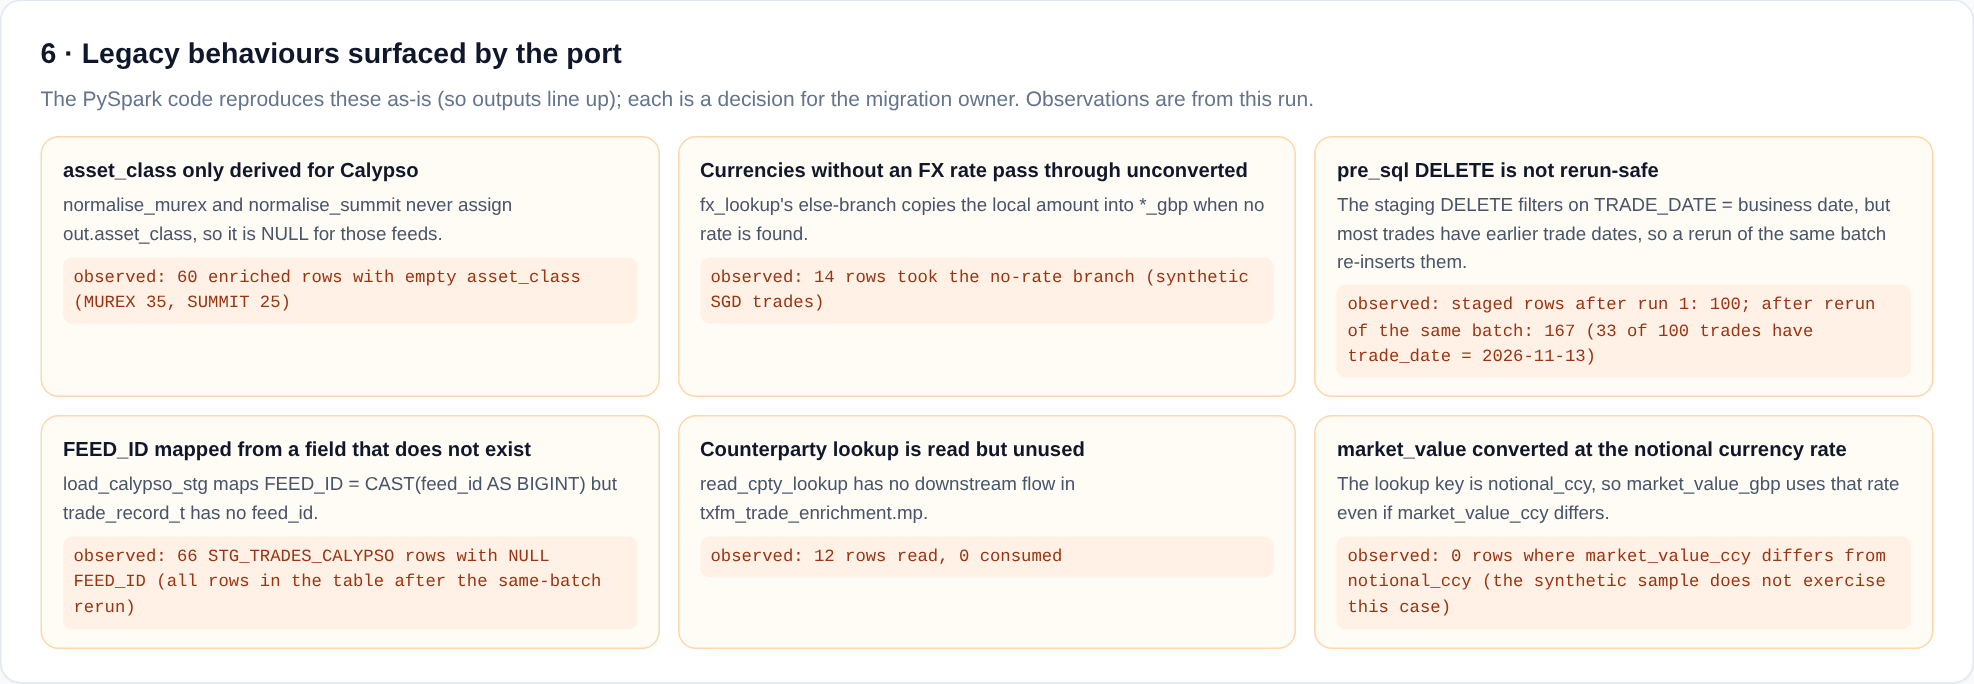 6 · Legacy behaviours surfaced by the port
The PySpark code reproduces these as-is (so outputs line up); each is a decision for the migration owner. Observations are from this run.
asset_class only derived for Calypso
normalise_murex and normalise_summit never assign
out.asset_class, so it is NULL for those feeds.
observed: 60 enriched rows with empty asset_class
(MUREX 35, SUMMIT 25)
Currencies without an FX rate pass through unconverted
fx_lookup's else-branch copies the local amount into *_gbp when no
rate is found.
observed: 14 rows took the no-rate branch (synthetic
SGD trades)
pre_sql DELETE is not rerun-safe
The staging DELETE filters on TRADE_DATE = business date, but
most trades have earlier trade dates, so a rerun of the same batch
re-inserts them.
observed: staged rows after run 1: 100; after rerun
of the same batch: 167 (33 of 100 trades have
trade_date = 2026-11-13)
FEED_ID mapped from a field that does not exist
load_calypso_stg maps FEED_ID = CAST(feed_id AS BIGINT) but
trade_record_t has no feed_id.
observed: 66 STG_TRADES_CALYPSO rows with NULL
FEED_ID (all rows in the table after the same-batch
rerun)
Counterparty lookup is read but unused
read_cpty_lookup has no downstream flow in
txfm_trade_enrichment.mp.
observed: 12 rows read, 0 consumed
market_value converted at the notional currency rate
The lookup key is notional_ccy, so market_value_gbp uses that rate
even if market_value_ccy differs.
observed: 0 rows where market_value_ccy differs from
notional_ccy (the synthetic sample does not exercise
this case)